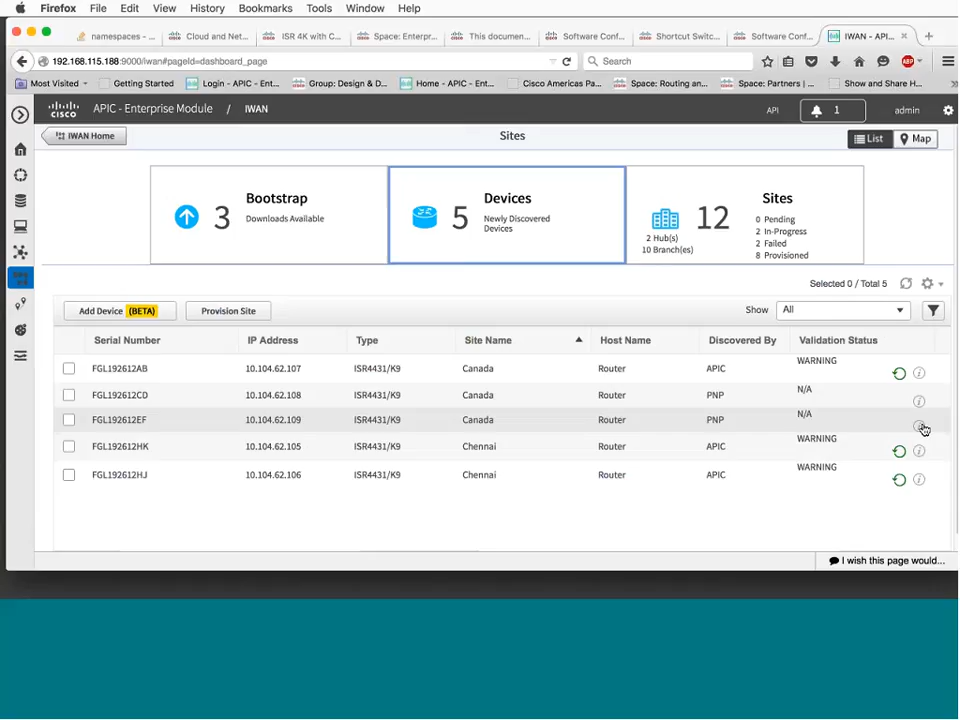 Firefox File Edit View History Bookmarks Tools Window Help
namespaces - ... Cloud and Net... ISR 4K with C... Space: Enterpr... This documen... Software Conf... Shortcut Switc... Software Conf... IWAN - API...
192.168.115.188:9000/iwan#pageId=dashboard_page Search ABP
Most Visited Getting Started Login - APIC - Ent... Group: Design & D... Home - APIC - Ent... Cisco Americas Pa... Space: Routing an... Space: Partners | ... Show and Share H...
cisco APIC - Enterprise Module / IWAN API 1 admin
IWAN Home Sites List Map
Bootstrap
3 Downloads Available
Devices
5 Newly Discovered
Devices
Sites
12
2 Hub(s)
10 Branch(es)
0 Pending
2 In-Progress
2 Failed
8 Provisioned
Selected 0 / Total 5
Add Device (BETA) Provision Site Show All
Serial Number IP Address Type Site Name Host Name Discovered By Validation Status
FGL192612AB 10.104.62.107 ISR4431/K9 Canada Router APIC WARNING
FGL192612CD 10.104.62.108 ISR4431/K9 Canada Router PNP N/A
FGL192612EF 10.104.62.109 ISR4431/K9 Canada Router PNP N/A
FGL192612HK 10.104.62.105 ISR4431/K9 Chennai Router APIC WARNING
FGL192612HJ 10.104.62.106 ISR4431/K9 Chennai Router APIC WARNING
I wish this page would...